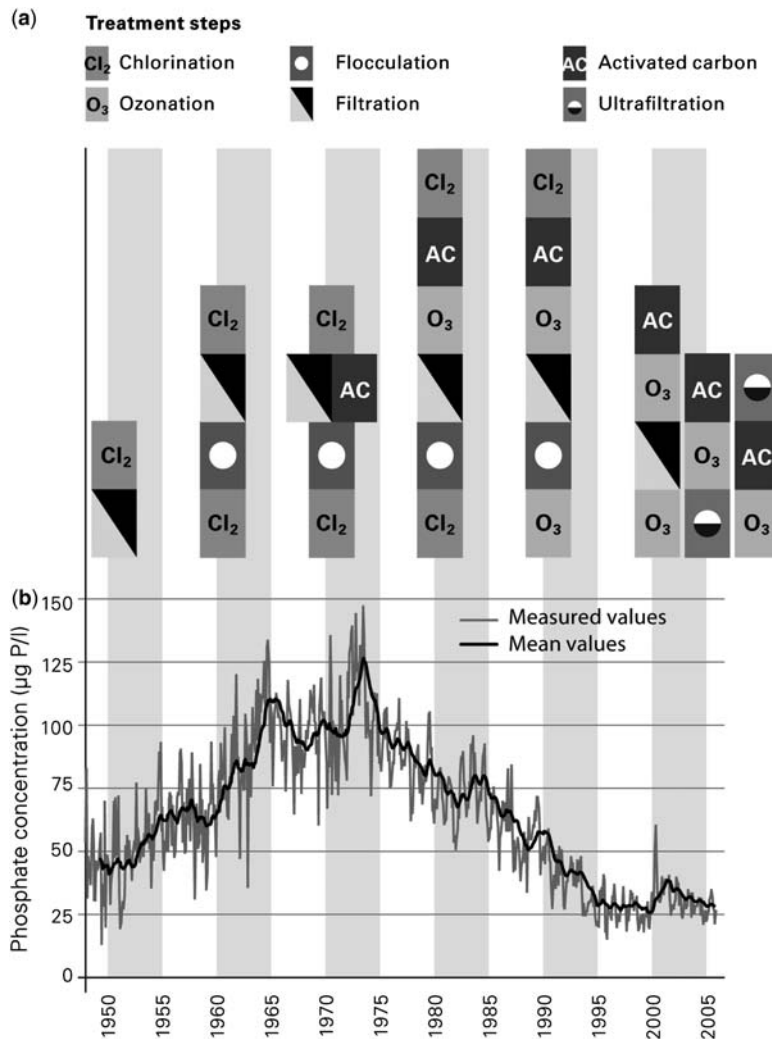 (a)
Treatment steps
Cl₂ Chlorination Flocculation AC Activated carbon
O₃ Ozonation Filtration Ultrafiltration
Cl₂ Cl₂
AC AC
Cl₂ Cl₂ O₃ O₃ AC
AC O₃ AC
Cl₂ O₃ AC
Cl₂ Cl₂ Cl₂ O₃ O₃ O₃
(b)
150
125
100
75
50
25
0
Phosphate concentration (µg P/l)
Measured values
Mean values
1950 1955 1960 1965 1970 1975 1980 1985 1990 1995 2000 2005